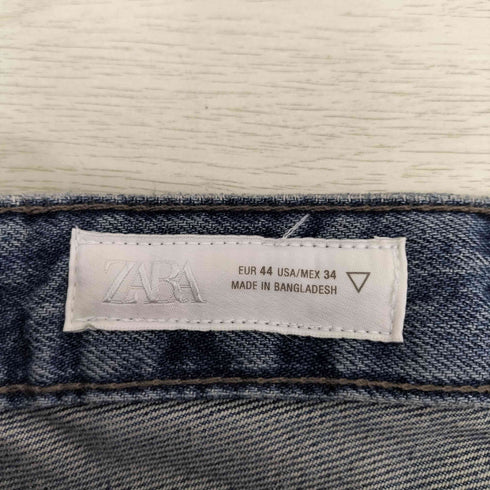 ZARA
EUR 44 USA/MEX 34
MADE IN BANGLADESH